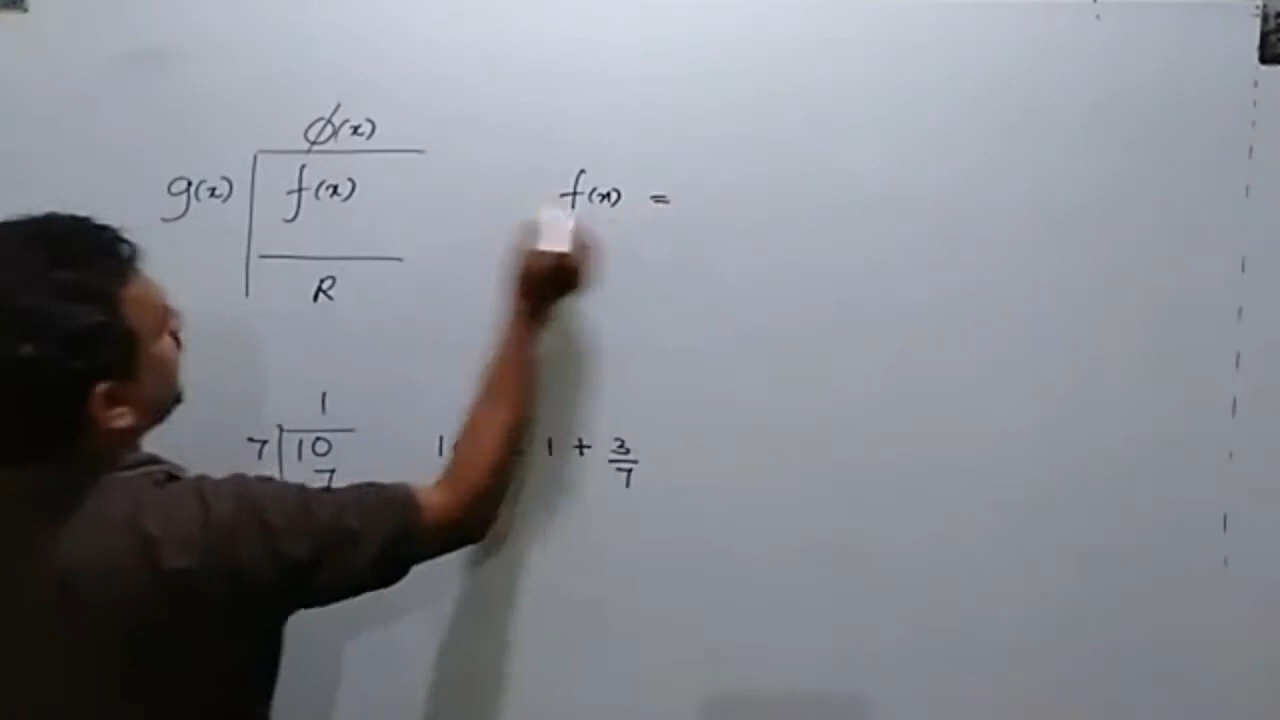 ϕ(x)
g(x) f(x)
R
f(x) =
1
7 10
1 + 3/7
7